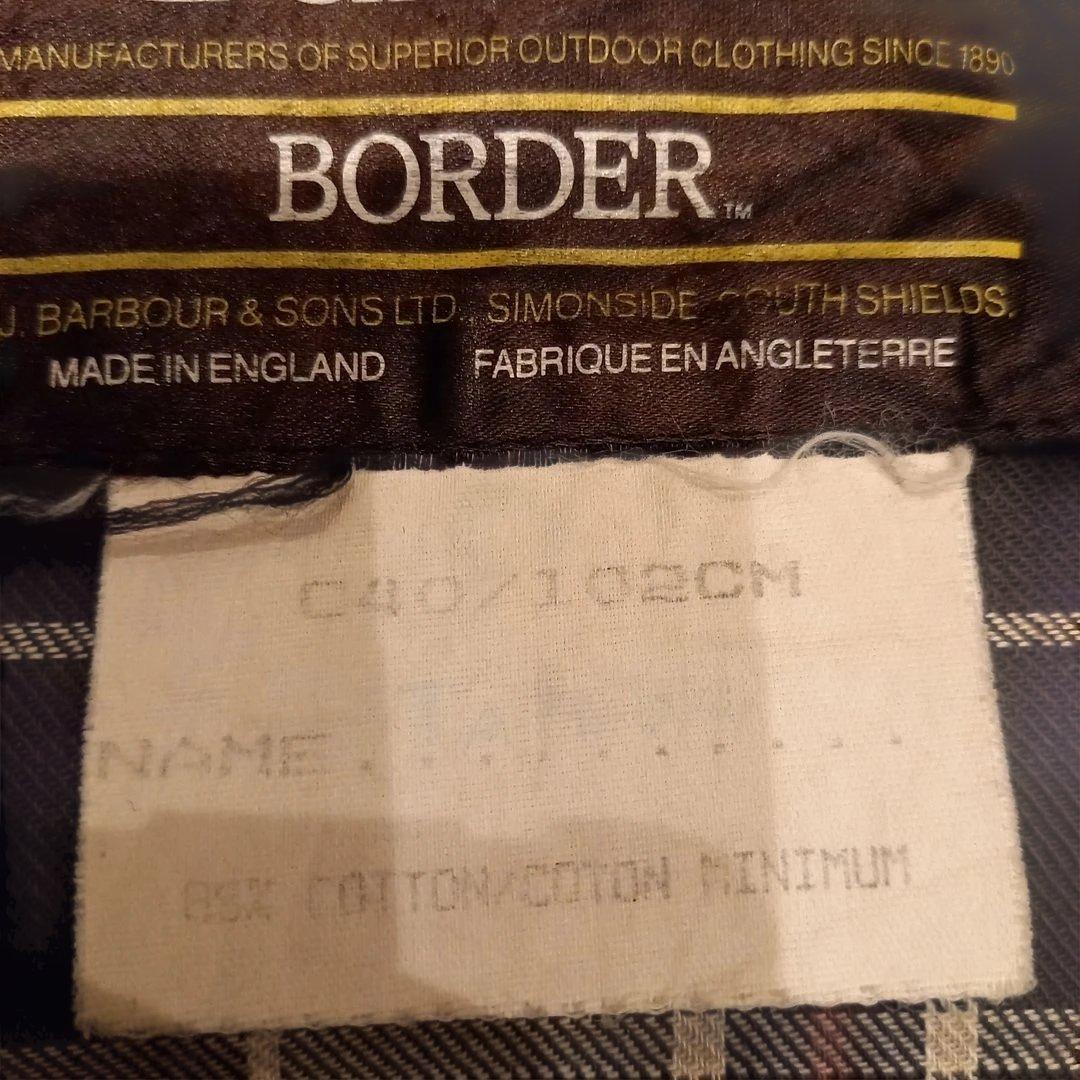 MANUFACTURERS OF SUPERIOR OUTDOOR CLOTHING SINCE 1890
BORDER™
J. BARBOUR & SONS LTD., SIMONSIDE SOUTH SHIELDS.
MADE IN ENGLAND FABRIQUE EN ANGLETERRE
C40/102CM
NAME..........
85% COTTON/COTON MINIMUM